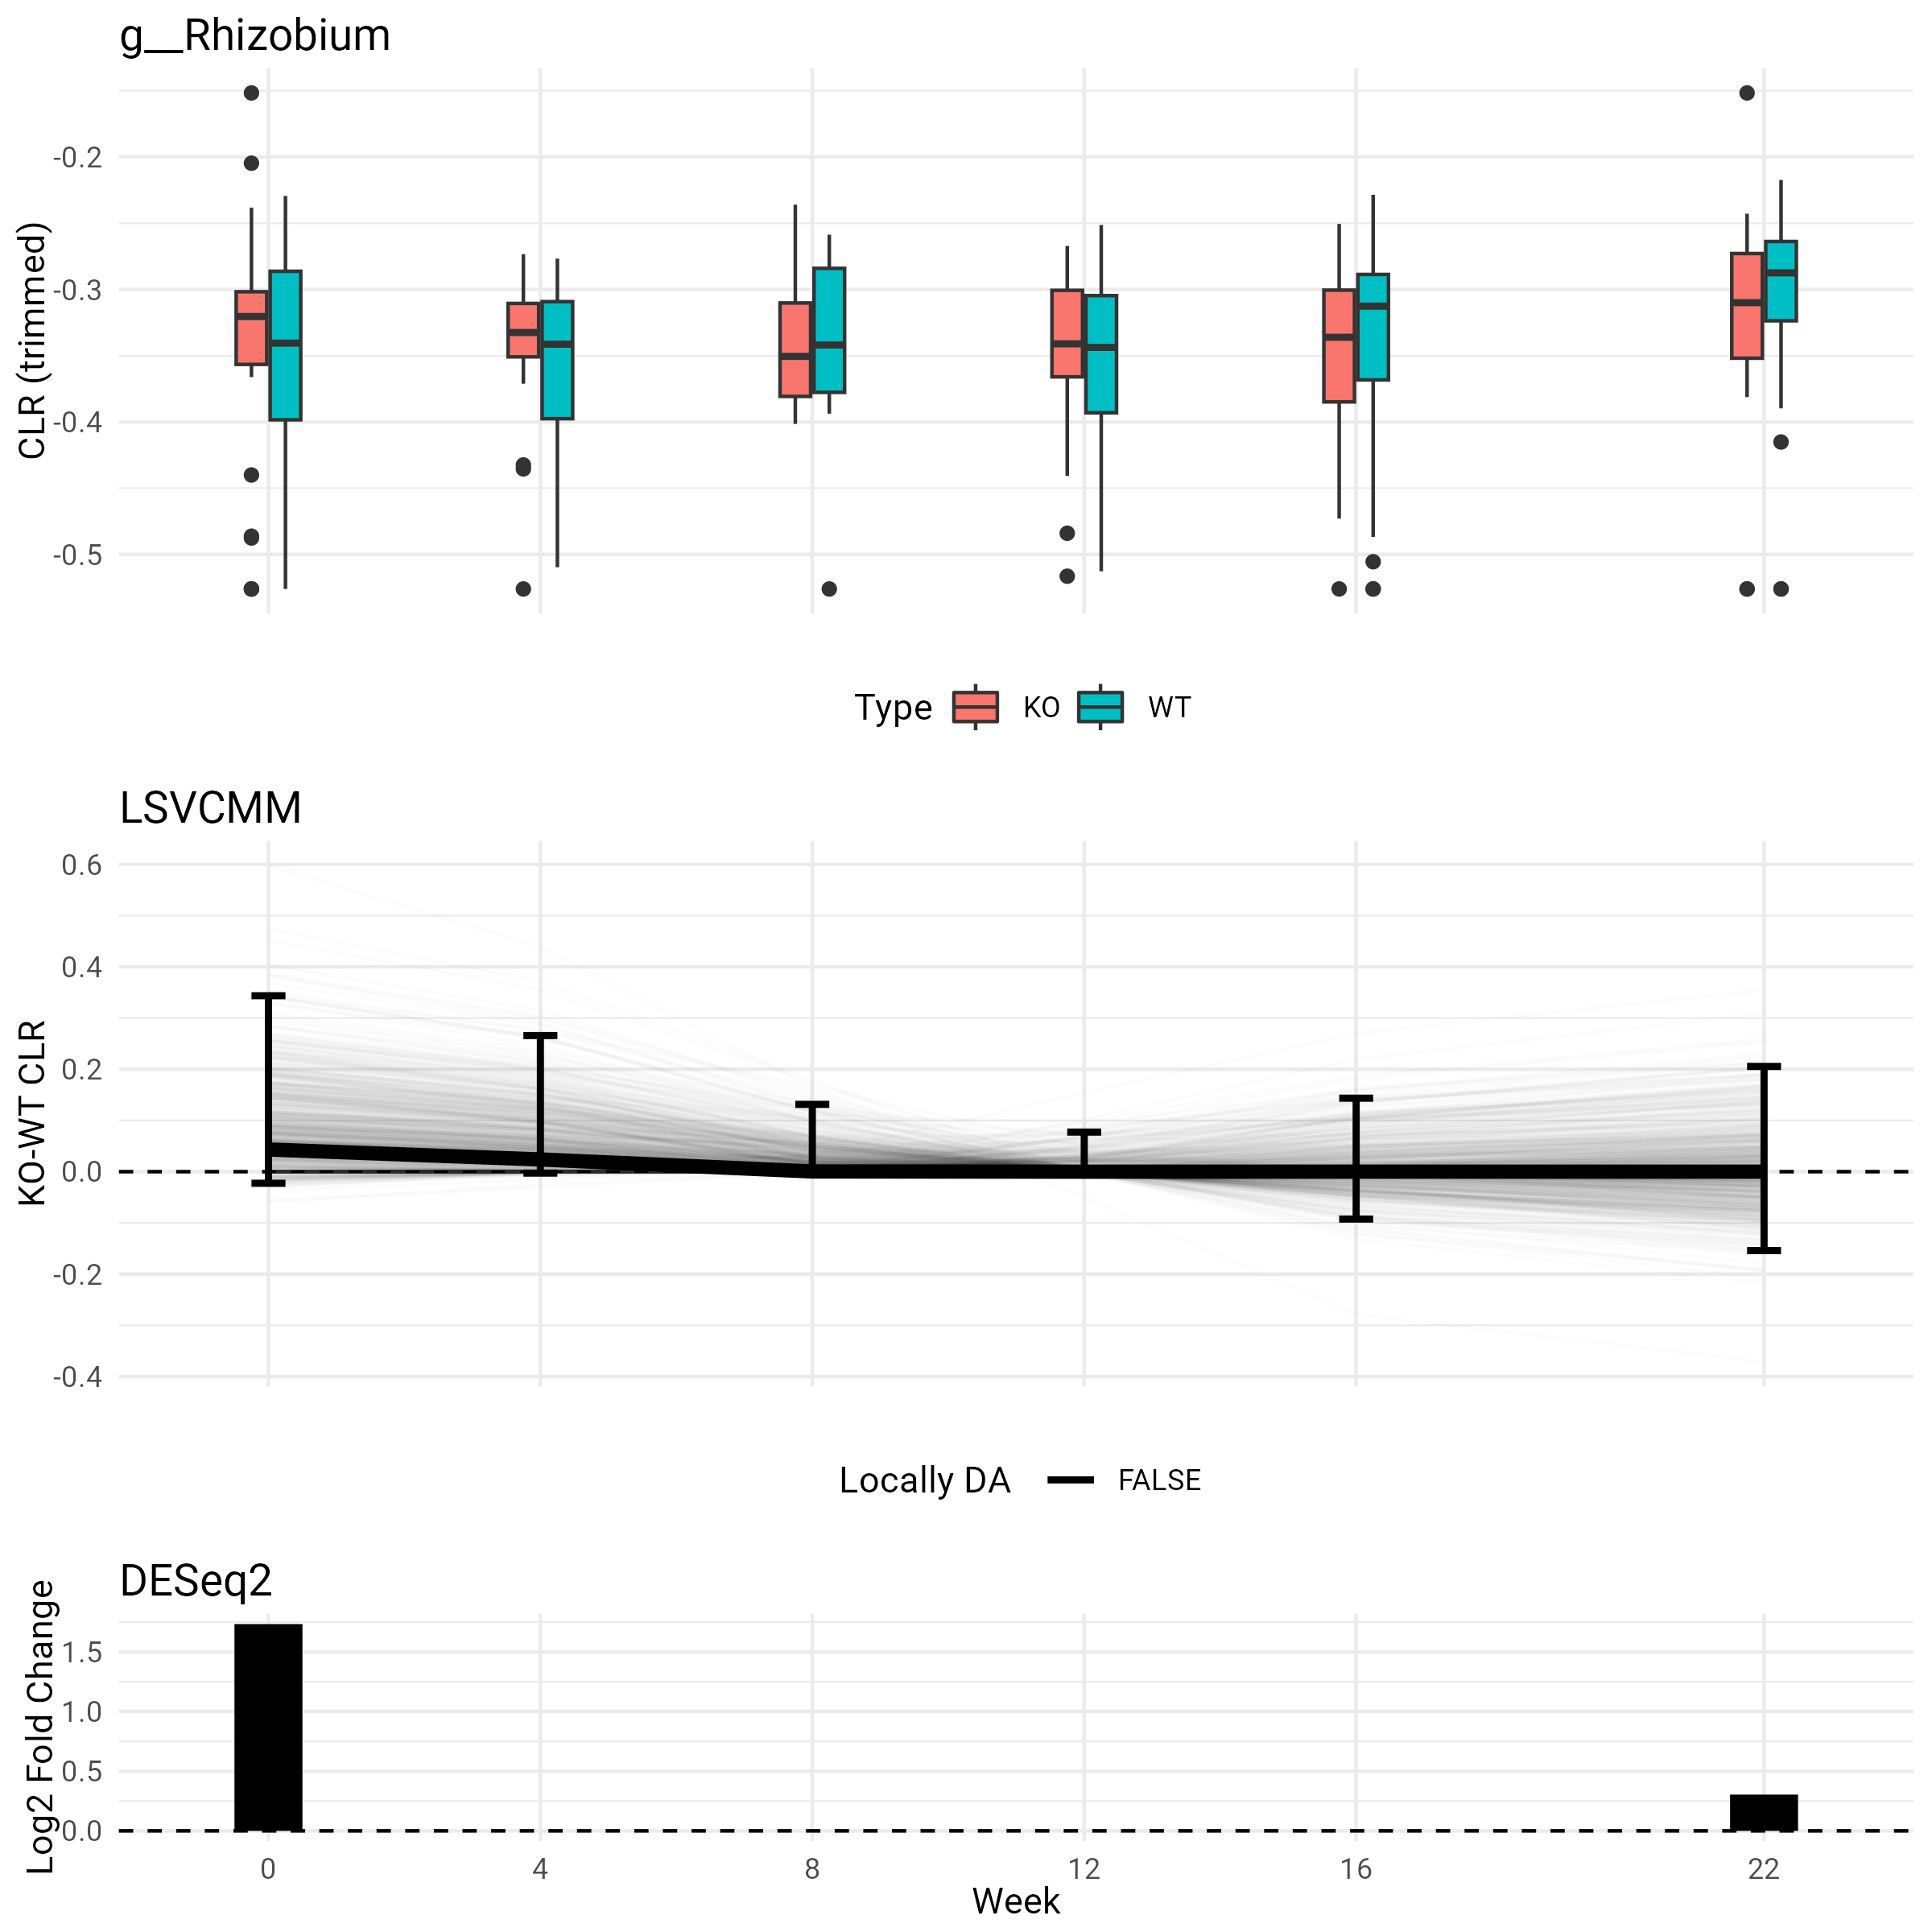 g__Rhizobium
CLR (trimmed)
-0.2
-0.3
-0.4
-0.5
Type KO WT
LSVCMM
KO-WT CLR
0.6
0.4
0.2
0.0
-0.2
-0.4
Locally DA FALSE
DESeq2
Log2 Fold Change
1.5
1.0
0.5
0.0
0 4 8 12 16 22
Week